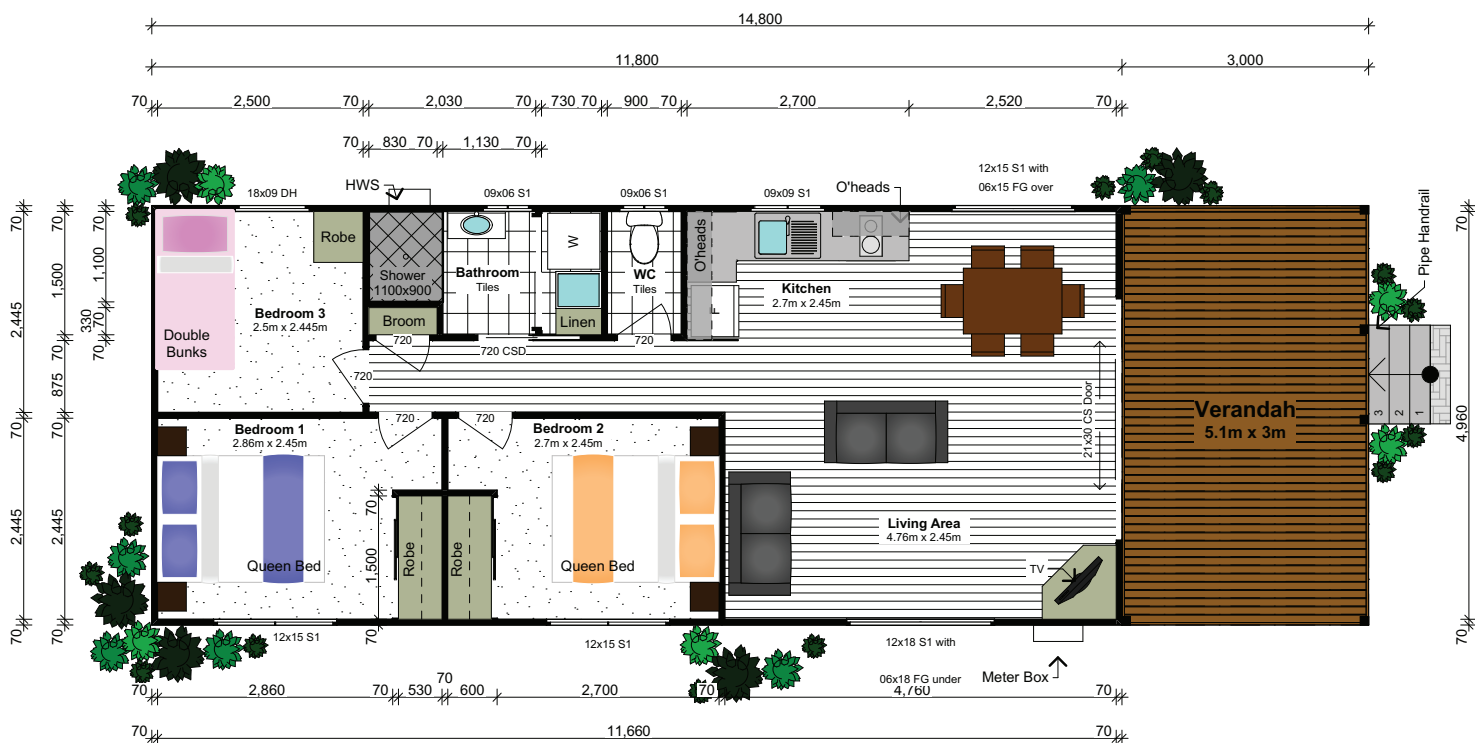 14,800
11,800 3,000
70 2,500 70 2,030 70 730 70 900 70 2,700 2,520 70
70 830 70 1,130 70
12x15 S1 with
06x15 FG over
HWS
O'heads
18x09 DH 09x06 S1 09x06 S1 09x09 S1
Pipe Handrail
O'heads
Robe
W
Shower
1100x900
Bathroom
Tiles
WC
Tiles
Kitchen
2.7m x 2.45m
F
Bedroom 3
2.5m x 2.445m
Broom
Linen
Double
Bunks
720
720 CSD
720
720
720
720
21x30 CS Door
Verandah
5.1m x 3m
3 2 1
Bedroom 1
2.86m x 2.45m
Bedroom 2
2.7m x 2.45m
Living Area
4.76m x 2.45m
Queen Bed
Robe
Robe
Queen Bed
TV
70
1,500
70
12x15 S1
12x15 S1
12x18 S1 with
06x18 FG under
Meter Box
70 2,445 70 2,445 70
70 1,500 70 875 70 2,445 70
70 1,100 70 330 70
70 4,960 70
70 2,860 70 530 70 600 2,700 70 4,760 70
70 11,660 70